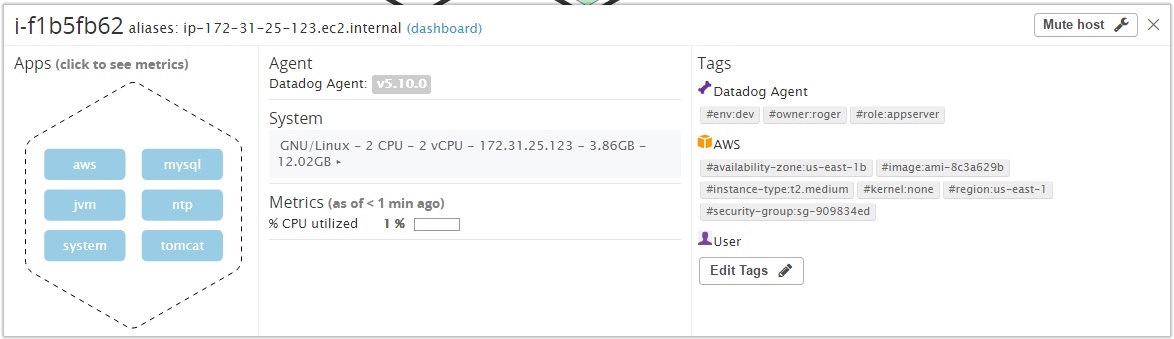 i-f1b5fb62 aliases: ip-172-31-25-123.ec2.internal (dashboard)
Mute host
Apps (click to see metrics)
aws
mysql
jvm
ntp
system
tomcat
Agent
Datadog Agent: v5.10.0
System
GNU/Linux – 2 CPU – 2 vCPU – 172.31.25.123 – 3.86GB –
12.02GB ▸
Metrics (as of < 1 min ago)
% CPU utilized 1 %
Tags
Datadog Agent
#env:dev #owner:roger #role:appserver
AWS
#availability-zone:us-east-1b #image:ami-8c3a629b
#instance-type:t2.medium #kernel:none #region:us-east-1
#security-group:sg-909834ed
User
Edit Tags